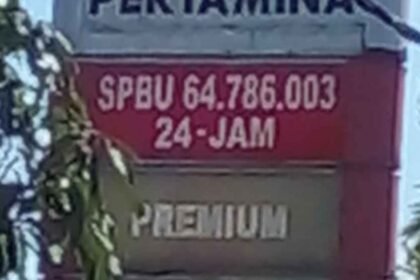 PERTAMINA
SPBU 64.786.003
24-JAM
PREMIUM